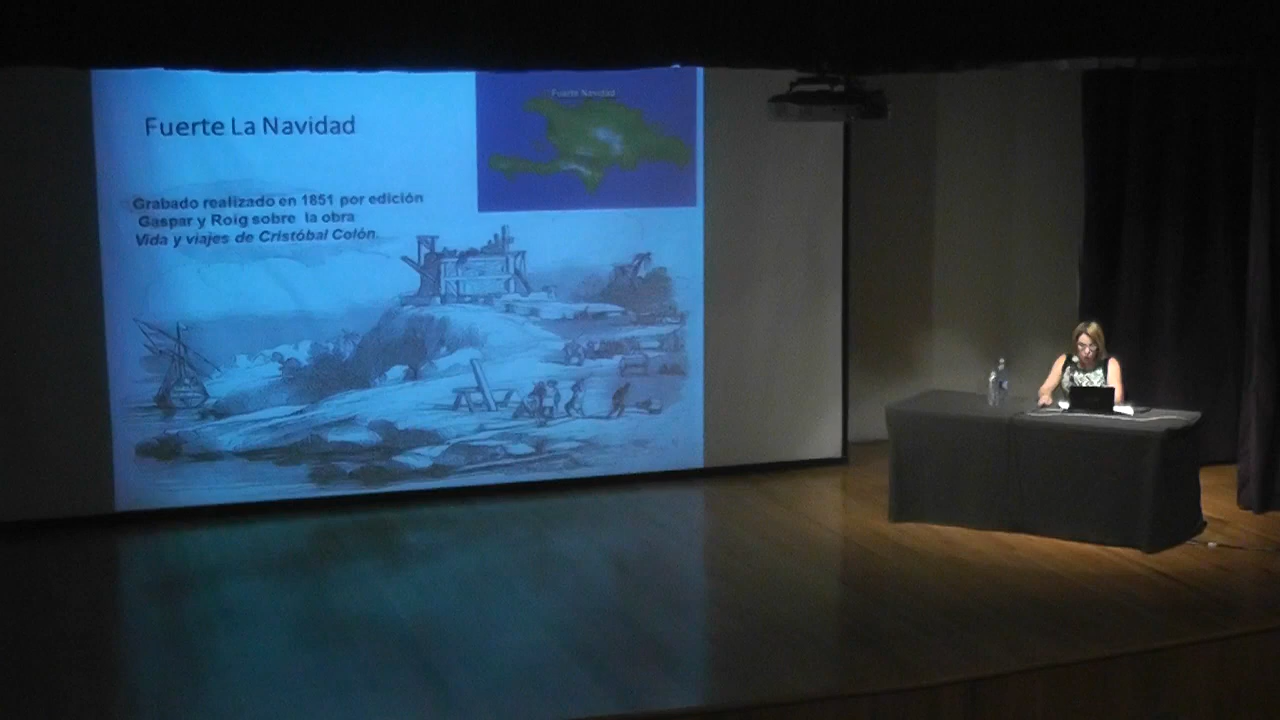 Fuerte La Navidad
Fuerte Navidad
Grabado realizado en 1851 por edición
Gaspar y Roig sobre la obra
Vida y viajes de Cristóbal Colón.